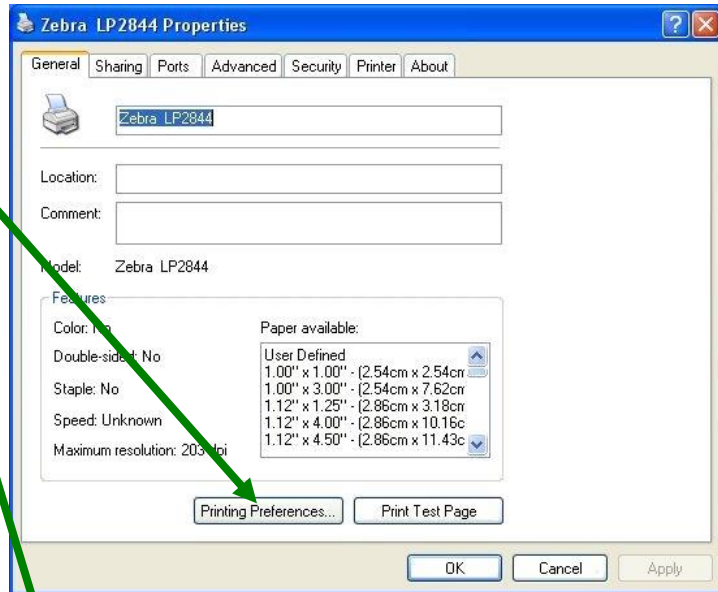 Zebra LP2844 Properties
General Sharing Ports Advanced Security Printer About
Zebra LP2844
Location:
Comment:
Model: Zebra LP2844
Features
Color: No
Paper available:
Double-sided: No
User Defined
1.00" x 1.00" - (2.54cm x 2.54cm
Staple: No
1.00" x 3.00" - (2.54cm x 7.62cm
1.12" x 1.25" - (2.86cm x 3.18cm
Speed: Unknown
1.12" x 4.00" - (2.86cm x 10.16c
1.12" x 4.50" - (2.86cm x 11.43c
Maximum resolution: 203 dpi
Printing Preferences... Print Test Page
OK Cancel Apply